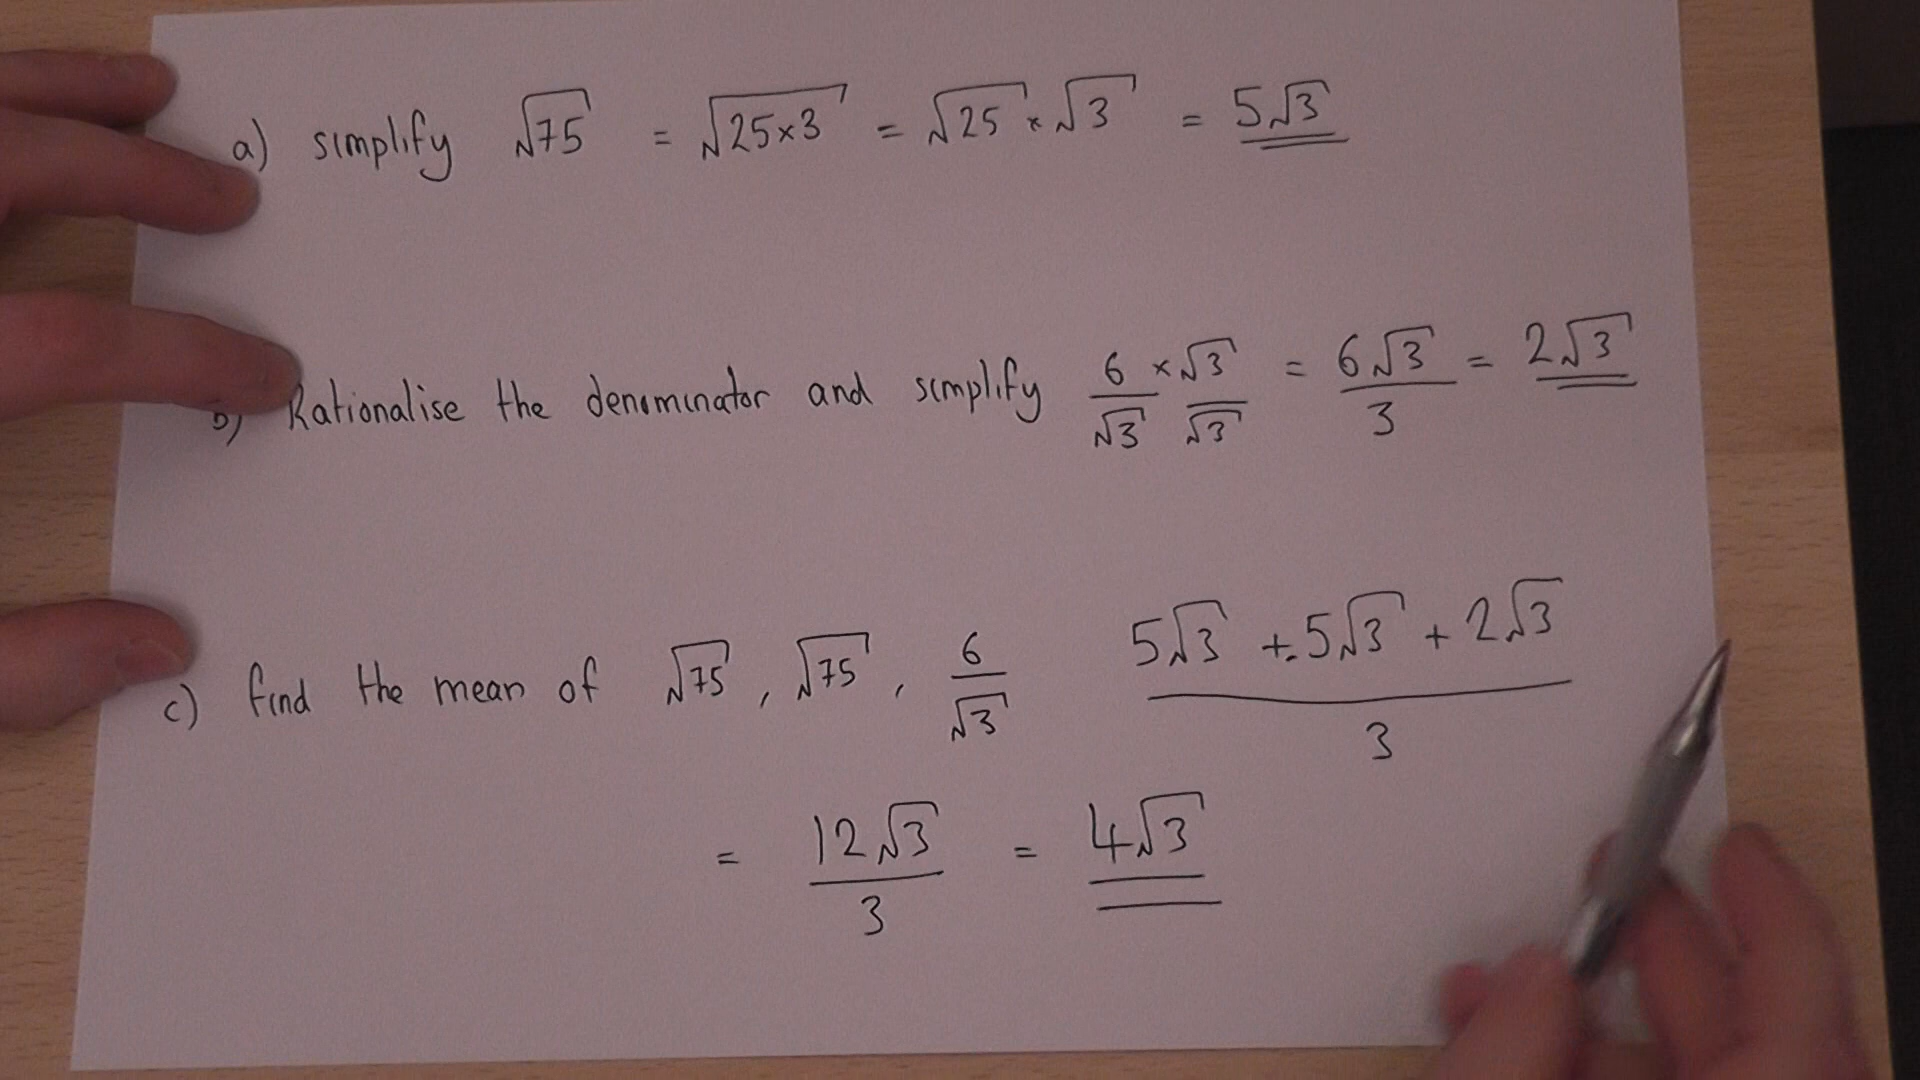 a) simplify √75 = √25×3 = √25 × √3 = 5√3
b) Rationalise the denominator and simplify 6/√3 × √3/√3 = 6√3/3 = 2√3
c) find the mean of √75, √75, 6/√3 (5√3 + 5√3 + 2√3)/3
= 12√3/3 = 4√3